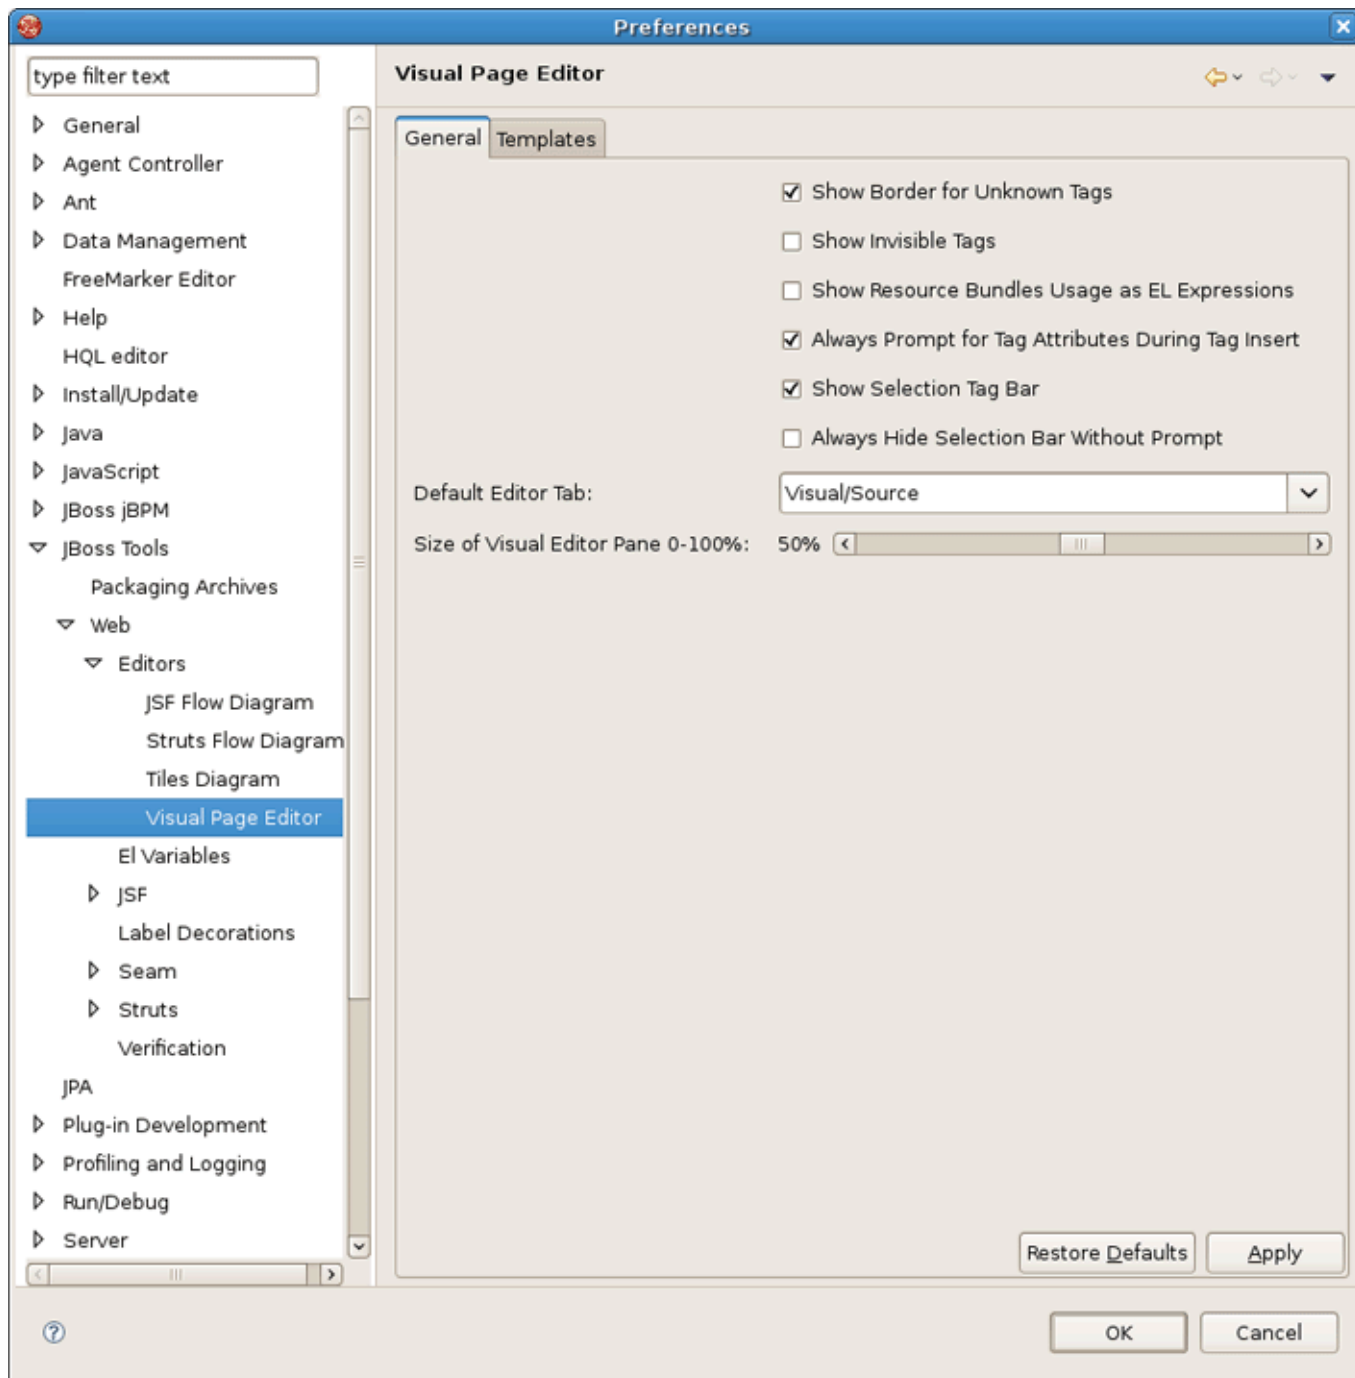 Preferences
type filter text
General
Agent Controller
Ant
Data Management
FreeMarker Editor
Help
HQL editor
Install/Update
Java
JavaScript
JBoss jBPM
JBoss Tools
Packaging Archives
Web
Editors
JSF Flow Diagram
Struts Flow Diagram
Tiles Diagram
Visual Page Editor
El Variables
JSF
Label Decorations
Seam
Struts
Verification
JPA
Plug-in Development
Profiling and Logging
Run/Debug
Server
Visual Page Editor
General Templates
Show Border for Unknown Tags
Show Invisible Tags
Show Resource Bundles Usage as EL Expressions
Always Prompt for Tag Attributes During Tag Insert
Show Selection Tag Bar
Always Hide Selection Bar Without Prompt
Default Editor Tab: Visual/Source
Size of Visual Editor Pane 0-100%: 50%
Restore Defaults Apply
OK Cancel